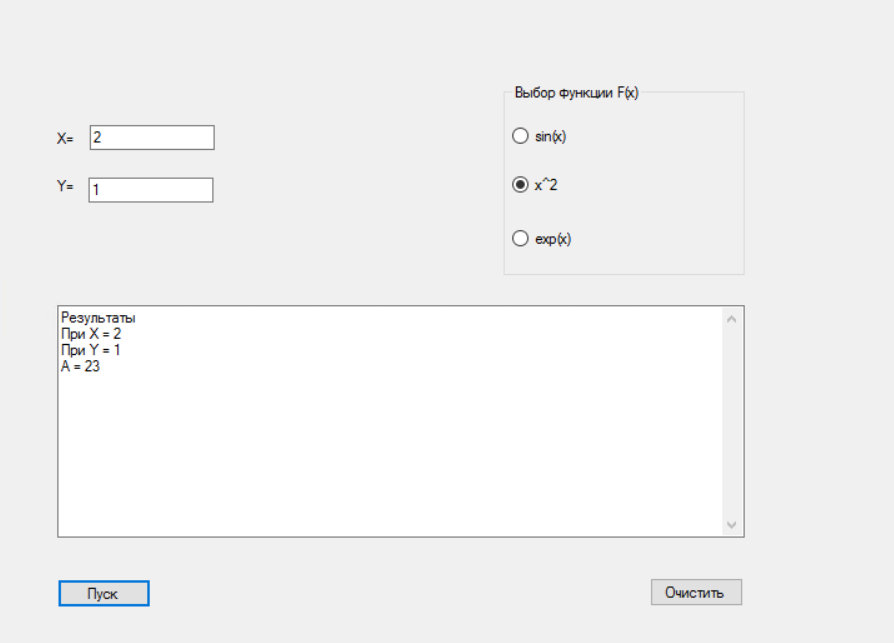 Выбор функции F(x)
X= 2
sin(x)
Y= 1
x^2
exp(x)
Результаты
При X = 2
При Y = 1
A = 23
Пуск
Очистить